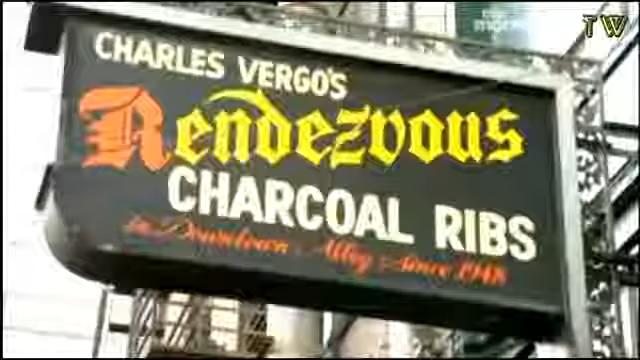 TW
CHARLES VERGO'S
Rendezvous
CHARCOAL RIBS
in Downtown Alley Since 1948